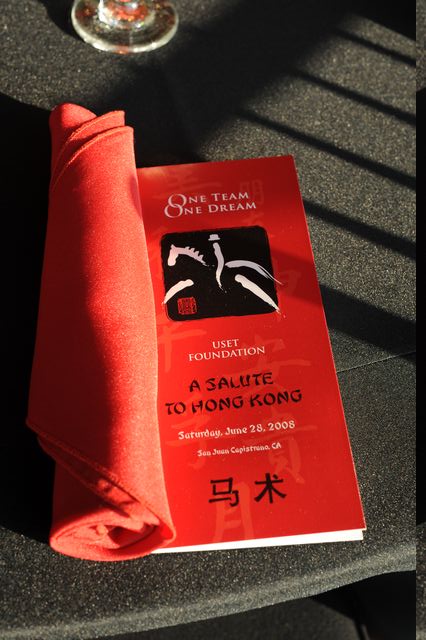 ONE TEAM
ONE DREAM
USET
FOUNDATION
A SALUTE
TO HONG KONG
Saturday, June 28, 2008
San Juan Capistrano, CA
马术